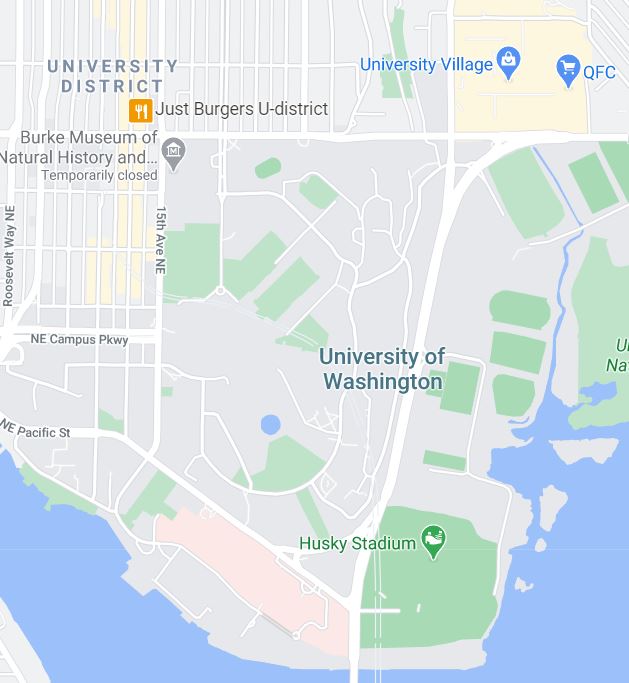 UNIVERSITY
DISTRICT
University Village
QFC
Just Burgers U-district
Burke Museum of
Natural History and...
Temporarily closed
Roosevelt Way NE
15th Ave NE
NE Campus Pkwy
University of
Washington
NE Pacific St
Husky Stadium